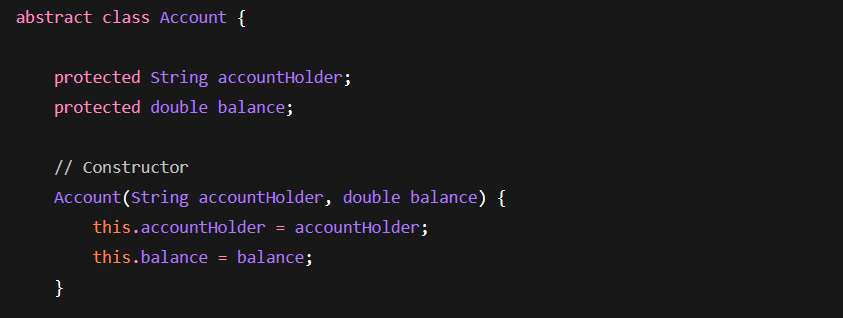 abstract class Account {
protected String accountHolder;
protected double balance;
// Constructor
Account(String accountHolder, double balance) {
this.accountHolder = accountHolder;
this.balance = balance;
}